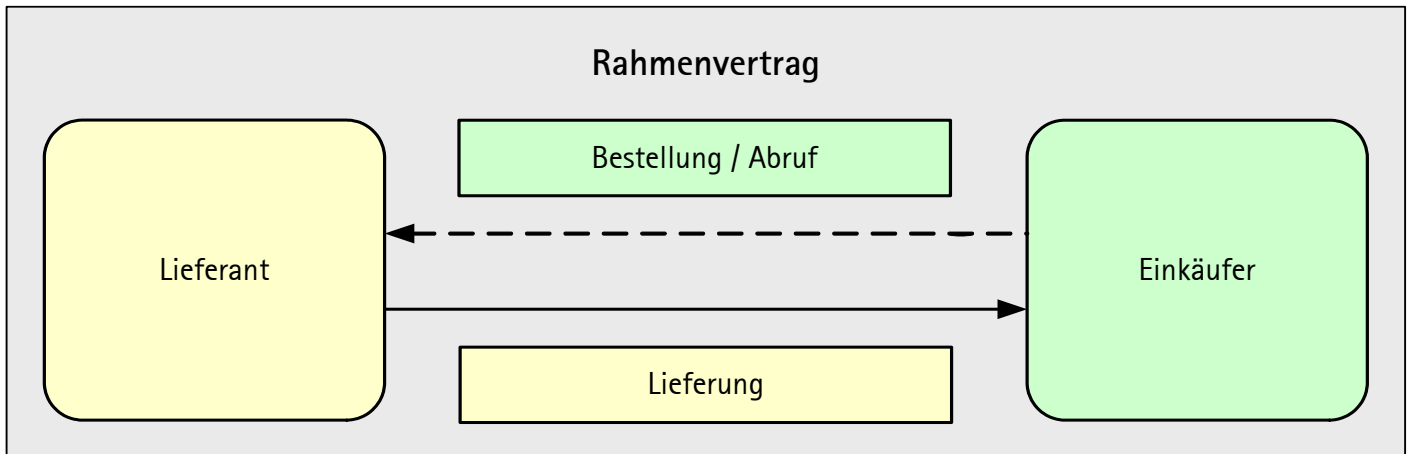 Rahmenvertrag
Bestellung / Abruf
Lieferant
Einkäufer
Lieferung